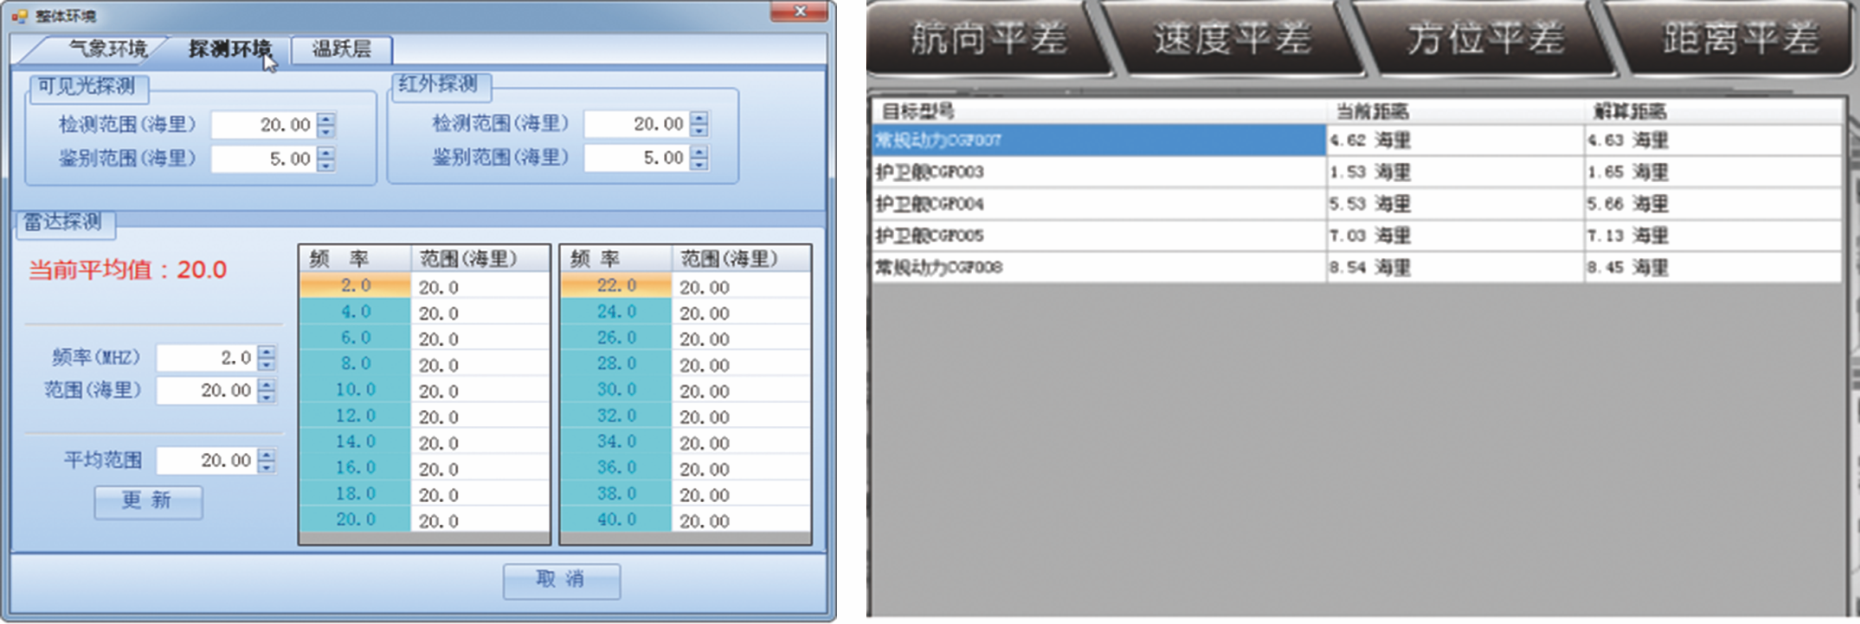 整体环境
气象环境 探测环境 温跃层
可见光探测
检测范围(海里) 20.00
鉴别范围(海里) 5.00
红外探测
检测范围(海里) 20.00
鉴别范围(海里) 5.00
雷达探测
当前平均值：20.0
频率(MHZ) 2.0
范围(海里) 20.00
平均范围 20.00
更 新
频 率 范围(海里)
2.0 20.0
4.0 20.0
6.0 20.0
8.0 20.0
10.0 20.0
12.0 20.0
14.0 20.0
16.0 20.0
18.0 20.0
20.0 20.0
频 率 范围(海里)
22.0 20.00
24.0 20.00
26.0 20.00
28.0 20.00
30.0 20.00
32.0 20.00
34.0 20.00
36.0 20.00
38.0 20.00
40.0 20.00
取 消
航向平差 速度平差 方位平差 距离平差
目标型号 当前距离 解算距离
常规动力CGF007 4.62 海里 4.63 海里
护卫舰CGF003 1.53 海里 1.65 海里
护卫舰CGF004 5.53 海里 5.66 海里
护卫舰CGF005 7.03 海里 7.13 海里
常规动力CGF008 8.54 海里 8.45 海里